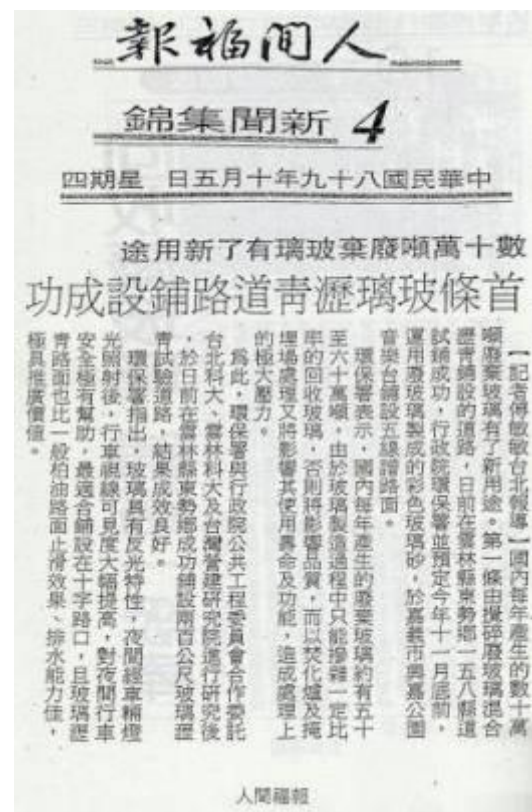 人間福報
新聞集錦 4
中華民國八十九年十月五日 星期四
數十萬噸廢棄玻璃有了新用途
首條玻璃瀝青道路鋪設成功
【記者傅敏敏台北報導】國內每年產生的數十萬
噸廢棄玻璃有了新用途。第一條由攪碎廢玻璃混合
瀝青鋪設的道路，日前在雲林縣東勢鄉一五八縣道
試鋪成功，行政院環保署並預定今年十一月底前，
運用廢玻璃製成的彩色玻璃砂，於嘉義市興嘉公園
音樂台鋪設五線譜路面。
環保署表示，國內每年產生的廢棄玻璃約有五十
至六十萬噸，由於玻璃製造過程中只能摻雜一定比
率的回收玻璃，否則將影響品質，而以焚化爐及掩
埋場處理又將影響其使用壽命及功能，造成處理上
的極大壓力。
為此，環保署與行政院公共工程委員會合作委託
台北科大、雲林科大及台灣營建研究院進行研究後
，於日前在雲林縣東勢鄉成功鋪設兩百公尺玻璃瀝
青試驗道路，結果成效良好。
環保署指出，玻璃具有反光特性，夜間經車輛燈
光照射後，行車視線可見度大幅提高，對夜間行車
安全極有幫助，最適合鋪設在十字路口，且玻璃瀝
青路面也比一般柏油路面止滑效果、排水能力佳，
極具推廣價值。
人間福報